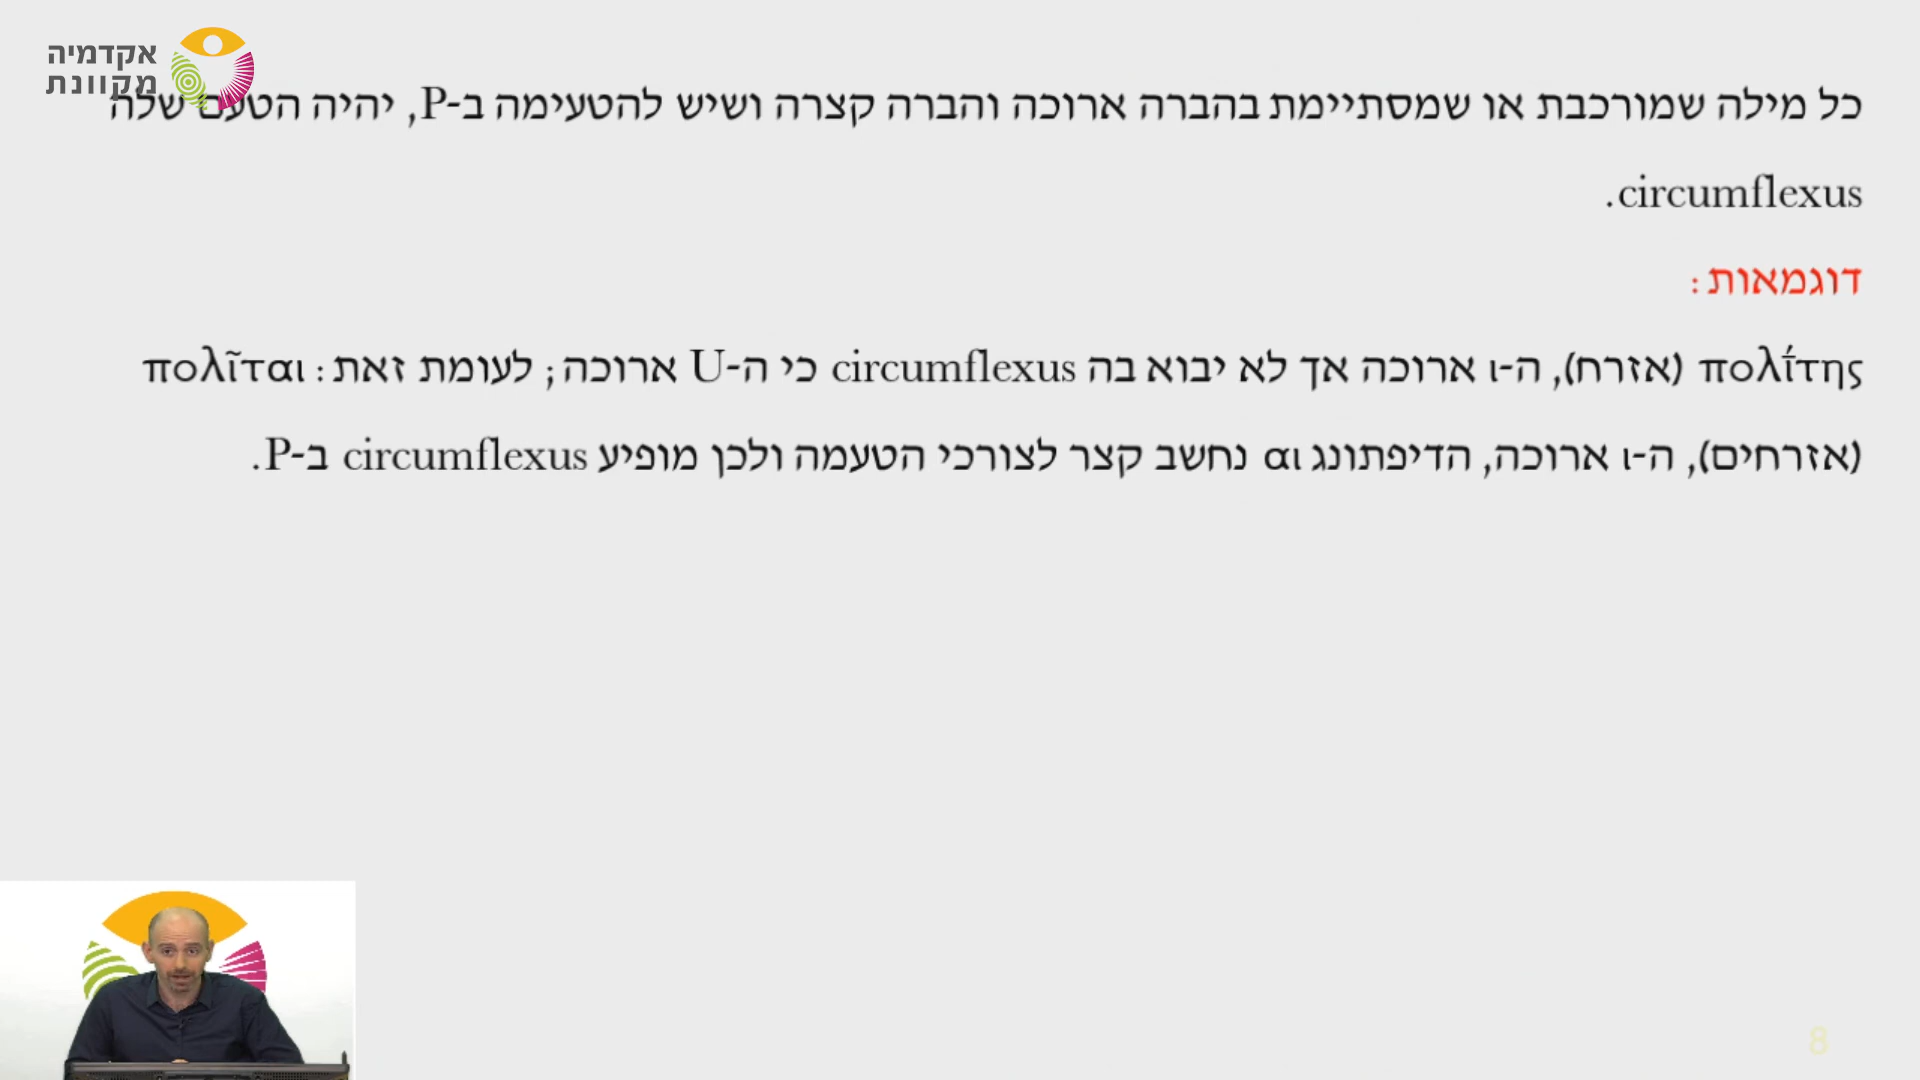 אקדמיה
מקוונת
כל מילה שמורכבת או שמסתיימת בהברה ארוכה והברה קצרה ושיש להטעימה ב-P, יהיה הטעם שלה
circumflexus.
דוגמאות:
πολί̄της (אזרח), ה-ι ארוכה אך לא יבוא בה circumflexus כי ה-U ארוכה; לעומת זאת: πολῖται
(אזרחים), ה-ι ארוכה, הדיפתונג αι נחשב קצר לצורכי הטעמה ולכן מופיע circumflexus ב-P.
8